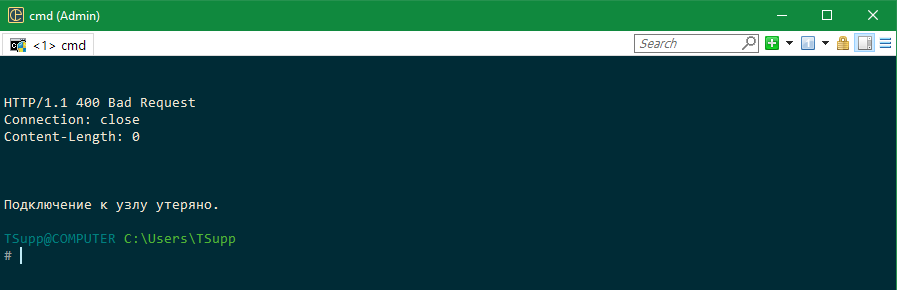 cmd (Admin)
<1> cmd
Search
HTTP/1.1 400 Bad Request
Connection: close
Content-Length: 0
Подключение к узлу утеряно.
TSupp@COMPUTER C:\Users\TSupp
#